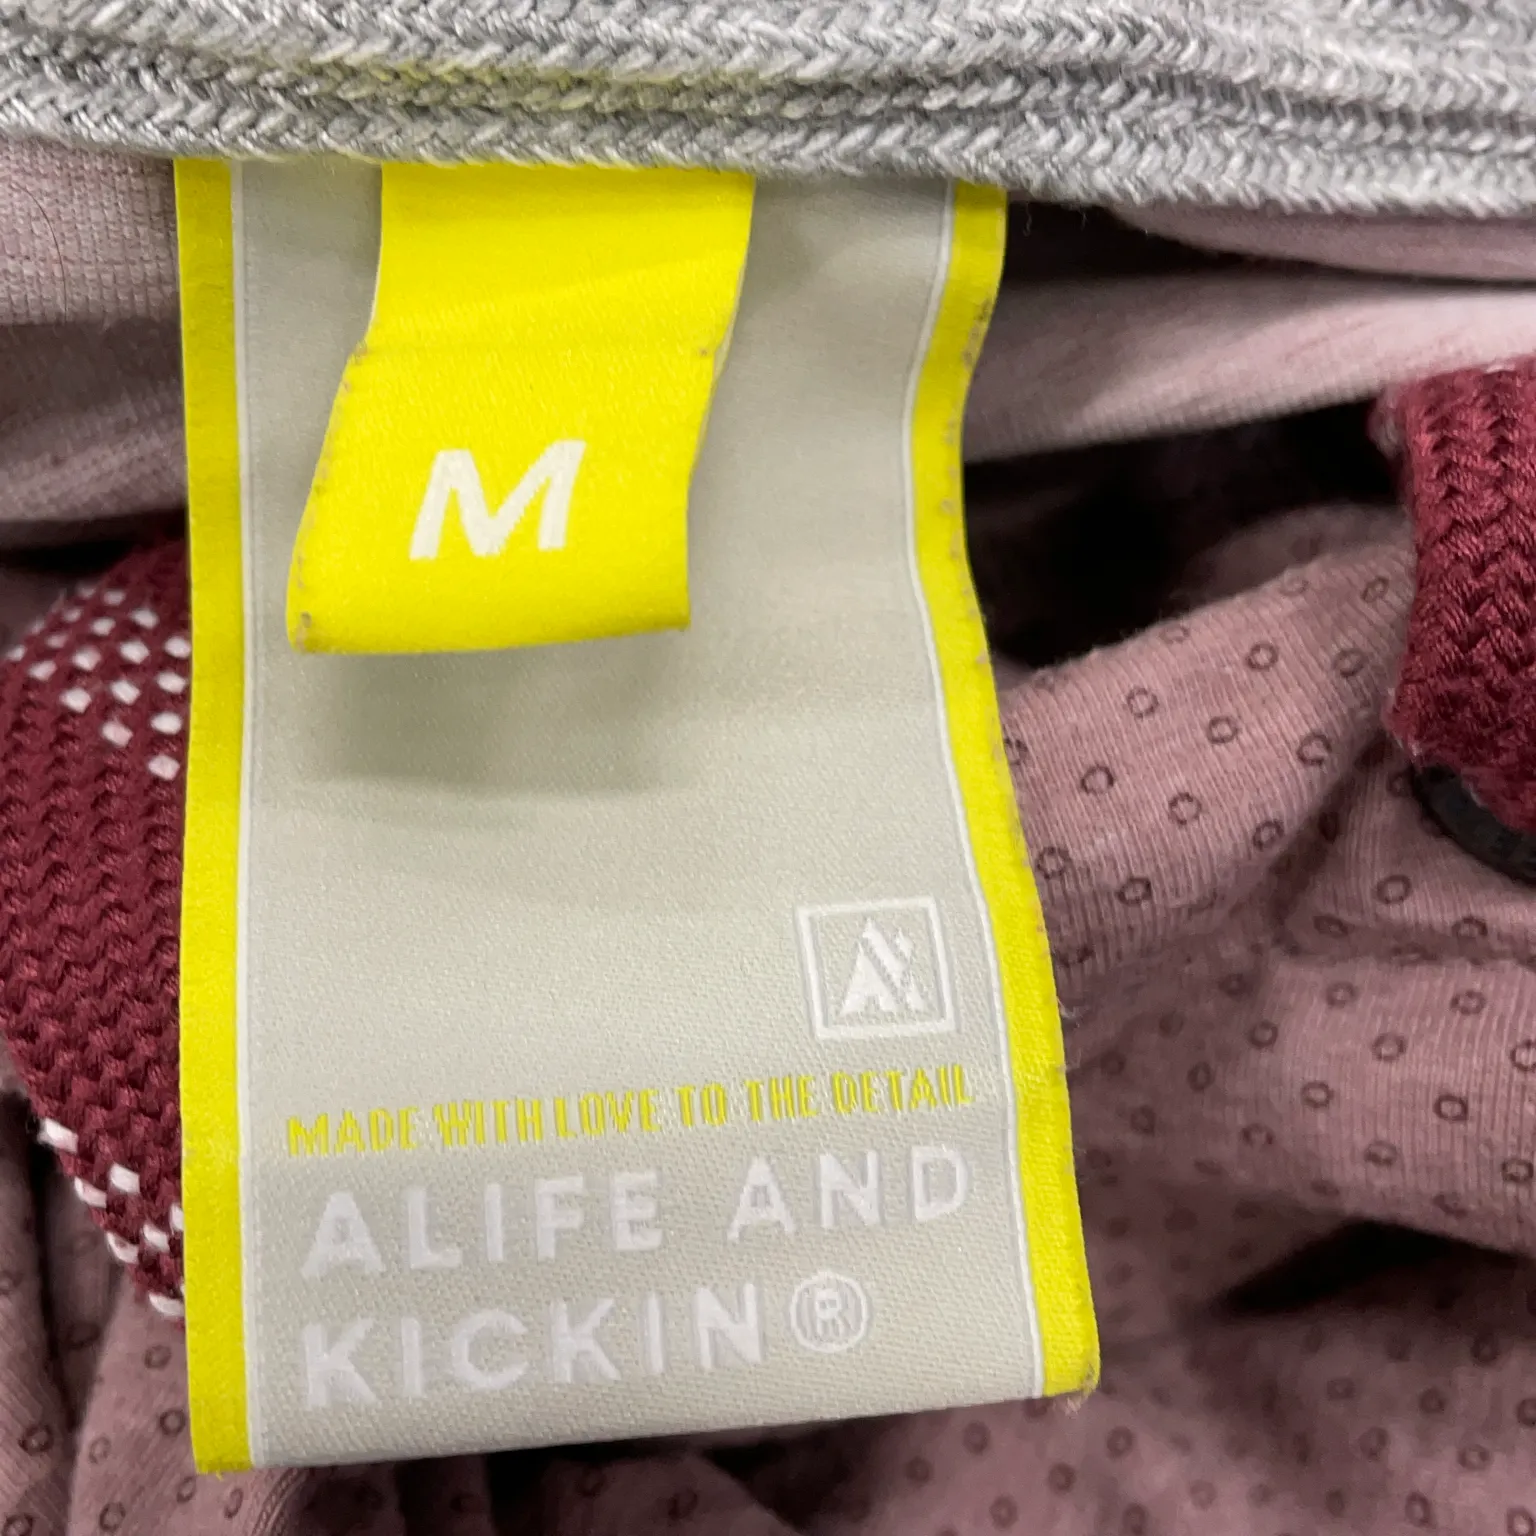 M
MADE WITH LOVE TO THE DETAIL
ALIFE AND
KICKIN®